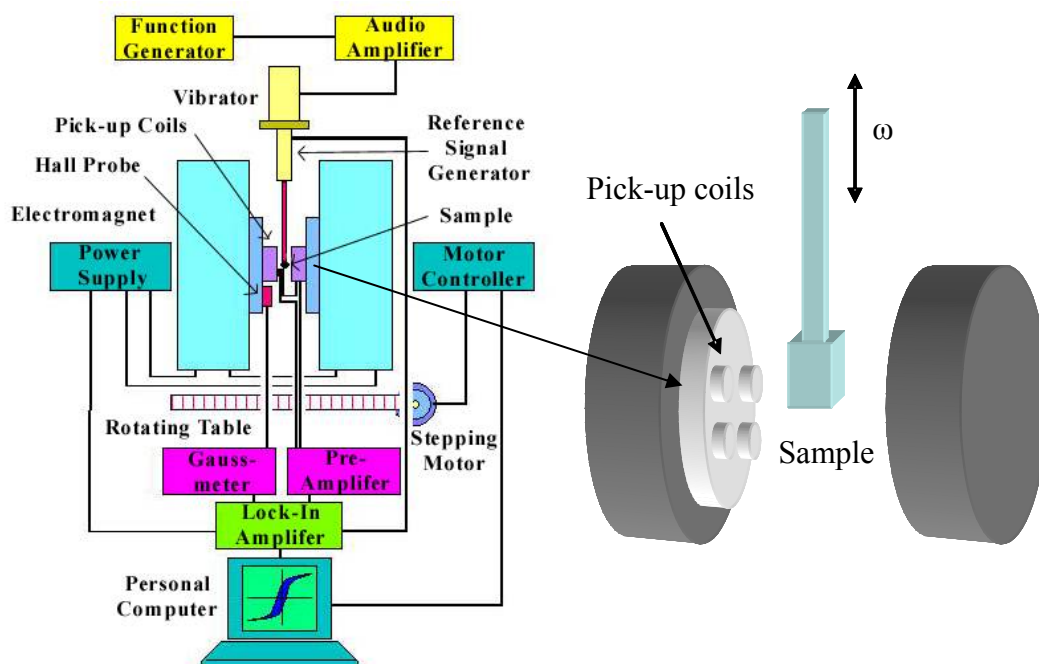 Function
Generator
Audio
Amplifier
Vibrator
Pick-up Coils
Hall Probe
Electromagnet
Reference
Signal
Generator
Sample
Power
Supply
Motor
Controller
Rotating Table
Stepping
Motor
Gauss-
meter
Pre-
Amplifer
Lock-In
Amplifer
Personal
Computer
ω
Pick-up coils
Sample